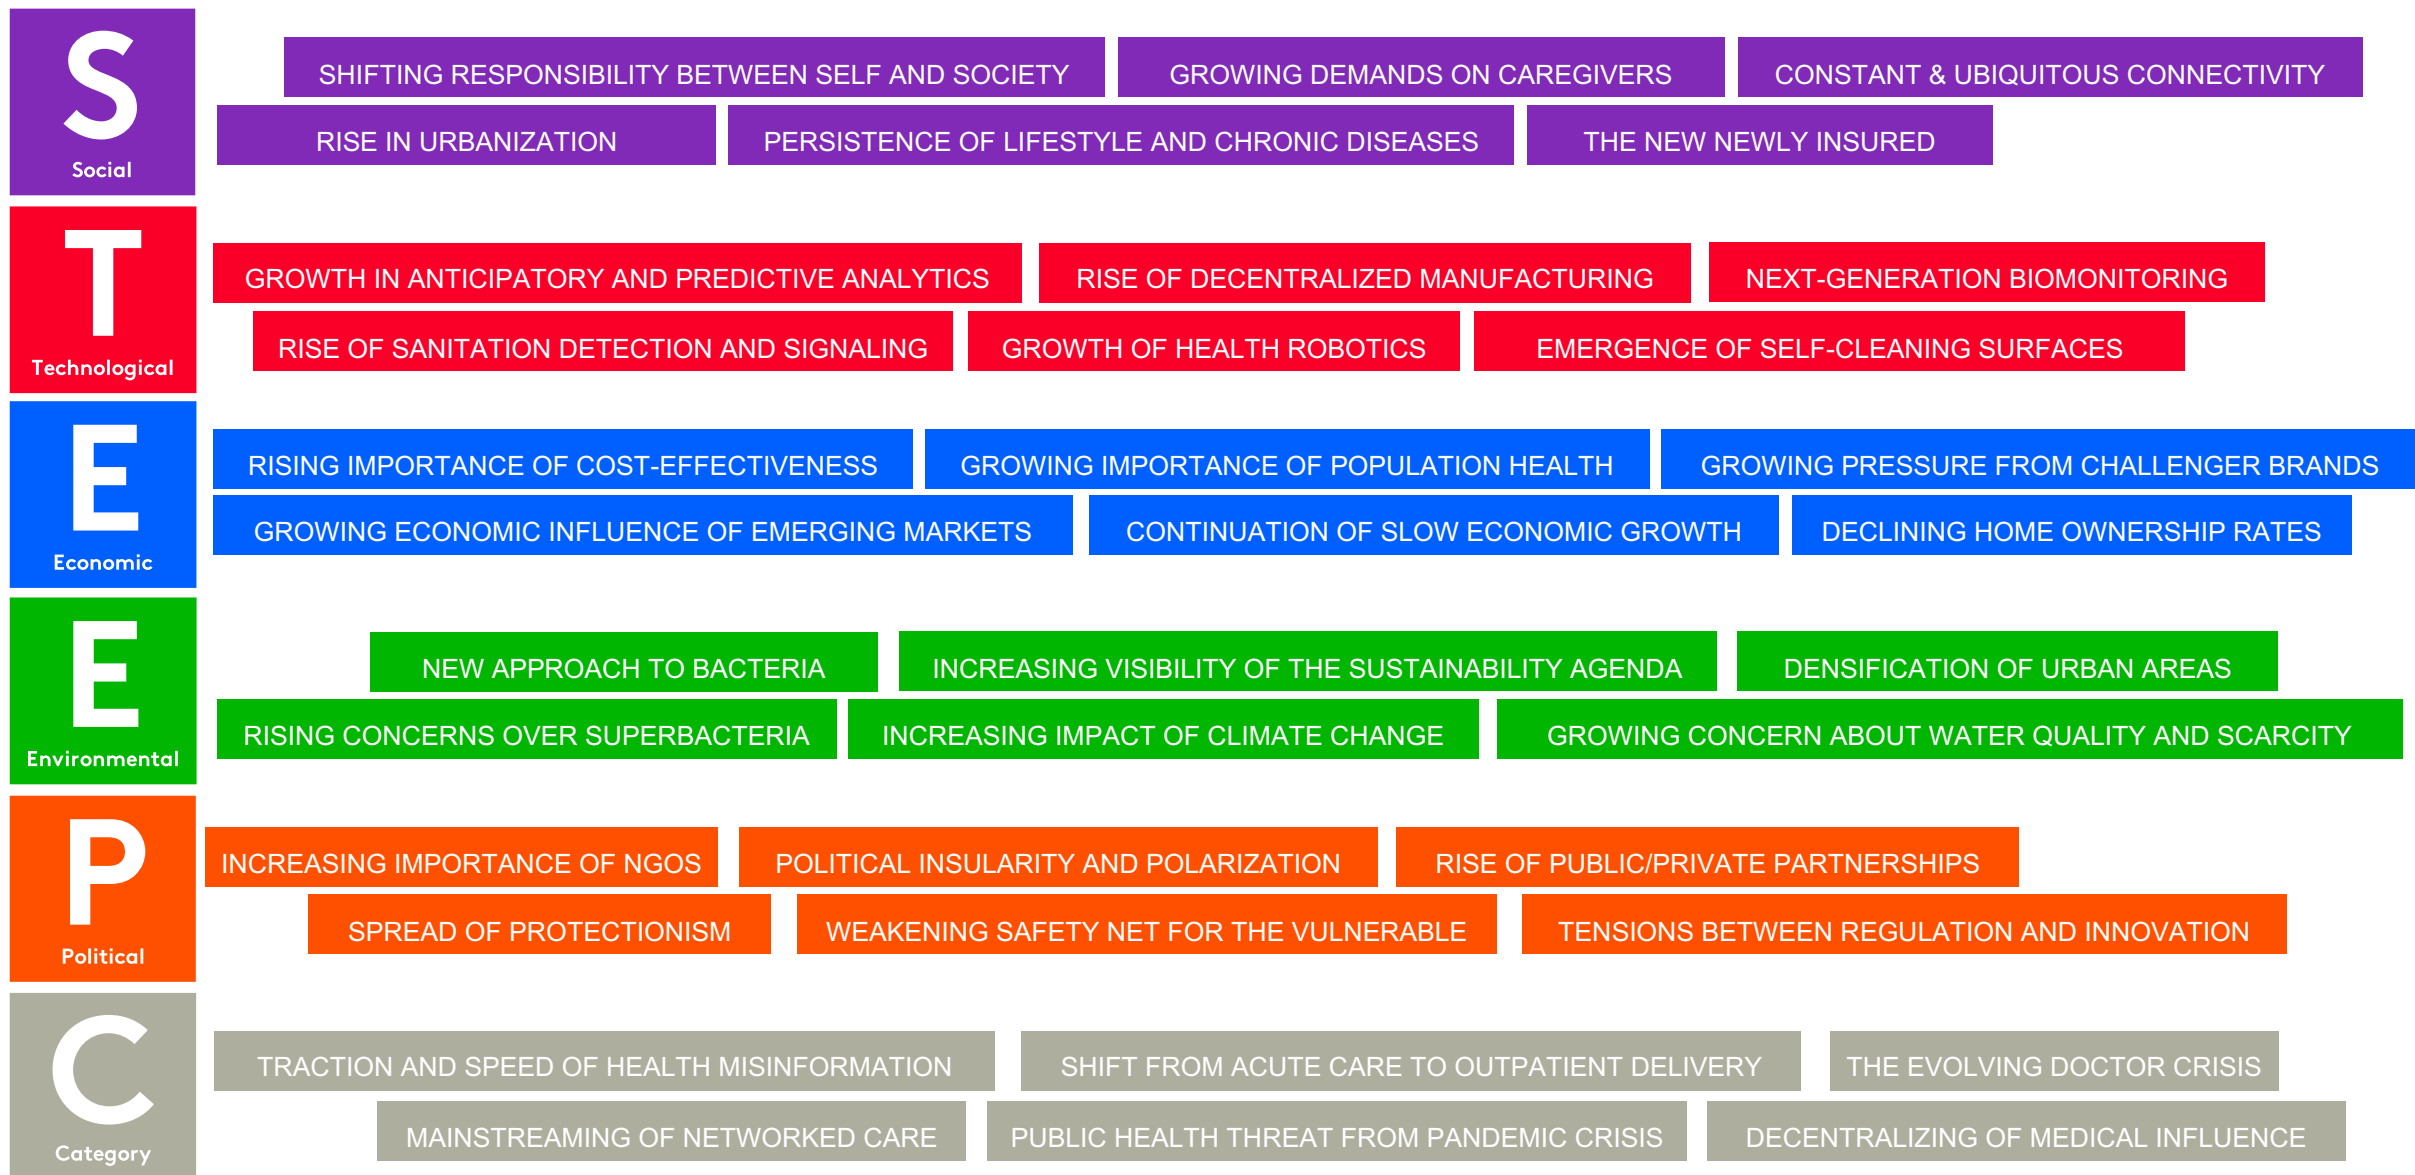 S
Social
SHIFTING RESPONSIBILITY BETWEEN SELF AND SOCIETY
GROWING DEMANDS ON CAREGIVERS
CONSTANT & UBIQUITOUS CONNECTIVITY
RISE IN URBANIZATION
PERSISTENCE OF LIFESTYLE AND CHRONIC DISEASES
THE NEW NEWLY INSURED
T
Technological
GROWTH IN ANTICIPATORY AND PREDICTIVE ANALYTICS
RISE OF DECENTRALIZED MANUFACTURING
NEXT-GENERATION BIOMONITORING
RISE OF SANITATION DETECTION AND SIGNALING
GROWTH OF HEALTH ROBOTICS
EMERGENCE OF SELF-CLEANING SURFACES
E
Economic
RISING IMPORTANCE OF COST-EFFECTIVENESS
GROWING IMPORTANCE OF POPULATION HEALTH
GROWING PRESSURE FROM CHALLENGER BRANDS
GROWING ECONOMIC INFLUENCE OF EMERGING MARKETS
CONTINUATION OF SLOW ECONOMIC GROWTH
DECLINING HOME OWNERSHIP RATES
E
Environmental
NEW APPROACH TO BACTERIA
INCREASING VISIBILITY OF THE SUSTAINABILITY AGENDA
DENSIFICATION OF URBAN AREAS
RISING CONCERNS OVER SUPERBACTERIA
INCREASING IMPACT OF CLIMATE CHANGE
GROWING CONCERN ABOUT WATER QUALITY AND SCARCITY
P
Political
INCREASING IMPORTANCE OF NGOS
POLITICAL INSULARITY AND POLARIZATION
RISE OF PUBLIC/PRIVATE PARTNERSHIPS
SPREAD OF PROTECTIONISM
WEAKENING SAFETY NET FOR THE VULNERABLE
TENSIONS BETWEEN REGULATION AND INNOVATION
C
Category
TRACTION AND SPEED OF HEALTH MISINFORMATION
SHIFT FROM ACUTE CARE TO OUTPATIENT DELIVERY
THE EVOLVING DOCTOR CRISIS
MAINSTREAMING OF NETWORKED CARE
PUBLIC HEALTH THREAT FROM PANDEMIC CRISIS
DECENTRALIZING OF MEDICAL INFLUENCE